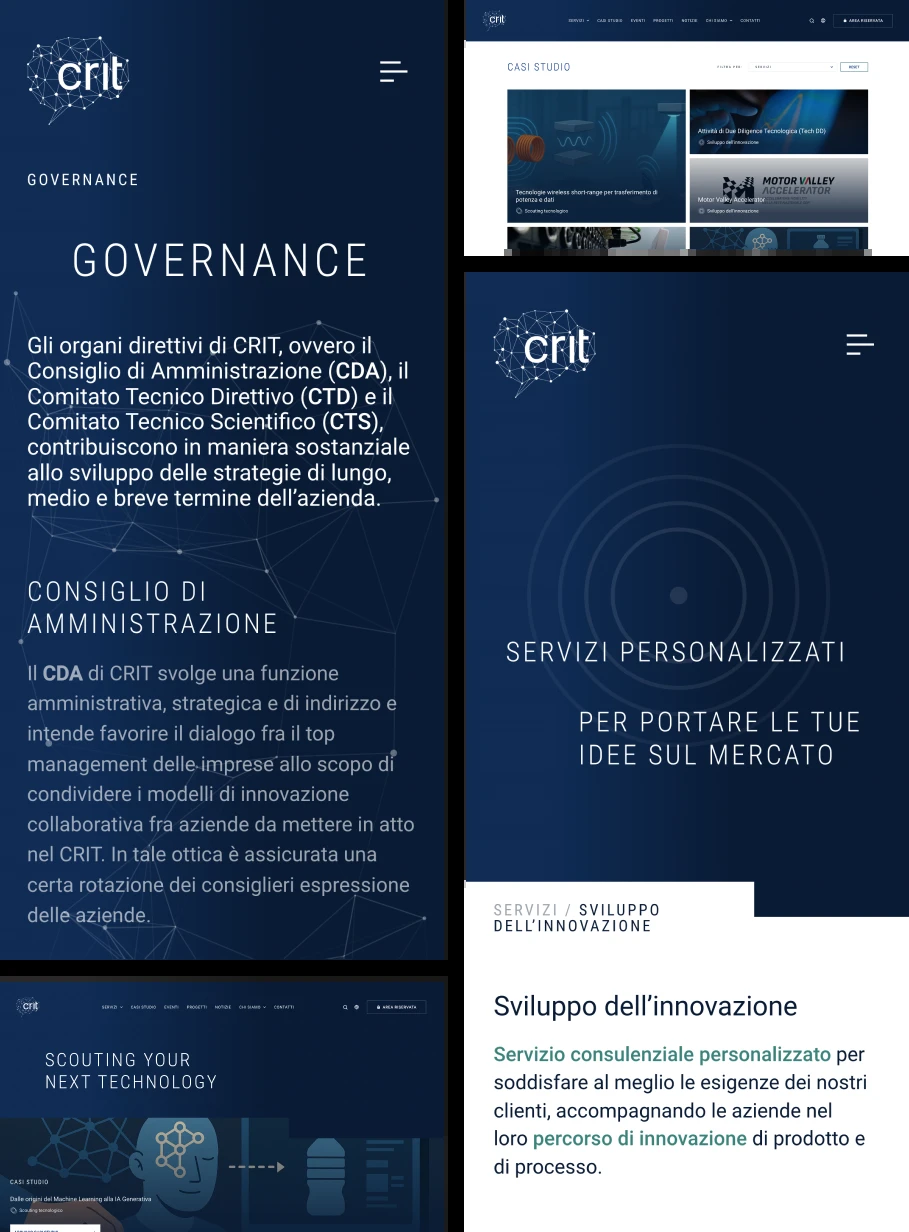 crit
GOVERNANCE
GOVERNANCE
Gli organi direttivi di CRIT, ovvero il
Consiglio di Amministrazione (CDA), il
Comitato Tecnico Direttivo (CTD) e il
Comitato Tecnico Scientifico (CTS),
contribuiscono in maniera sostanziale
allo sviluppo delle strategie di lungo,
medio e breve termine dell’azienda.
CONSIGLIO DI
AMMINISTRAZIONE
Il CDA di CRIT svolge una funzione
amministrativa, strategica e di indirizzo e
intende favorire il dialogo fra il top
management delle imprese allo scopo di
condividere i modelli di innovazione
collaborativa fra aziende da mettere in atto
nel CRIT. In tale ottica è assicurata una
certa rotazione dei consiglieri espressione
delle aziende.
crit
SERVIZI CASI STUDIO EVENTI PROGETTI NOTIZIE CHI SIAMO CONTATTI AREA RISERVATA
SCOUTING YOUR
NEXT TECHNOLOGY
CASI STUDIO
Dalle origini del Machine Learning alla IA Generativa
Scouting tecnologico
crit
SERVIZI CASI STUDIO EVENTI PROGETTI NOTIZIE CHI SIAMO CONTATTI AREA RISERVATA
CASI STUDIO
FILTRA PER: SERVIZI RESET
Tecnologie wireless short-range per trasferimento di
potenza e dati
Scouting tecnologico
Attività di Due Diligence Tecnologica (Tech DD)
Sviluppo dell'innovazione
MOTOR VALLEY
ACCELERATOR
Motor Valley Accelerator
Sviluppo dell'innovazione
crit
SERVIZI PERSONALIZZATI
PER PORTARE LE TUE
IDEE SUL MERCATO
SERVIZI / SVILUPPO
DELL’INNOVAZIONE
Sviluppo dell’innovazione
Servizio consulenziale personalizzato per
soddisfare al meglio le esigenze dei nostri
clienti, accompagnando le aziende nel
loro percorso di innovazione di prodotto e
di processo.